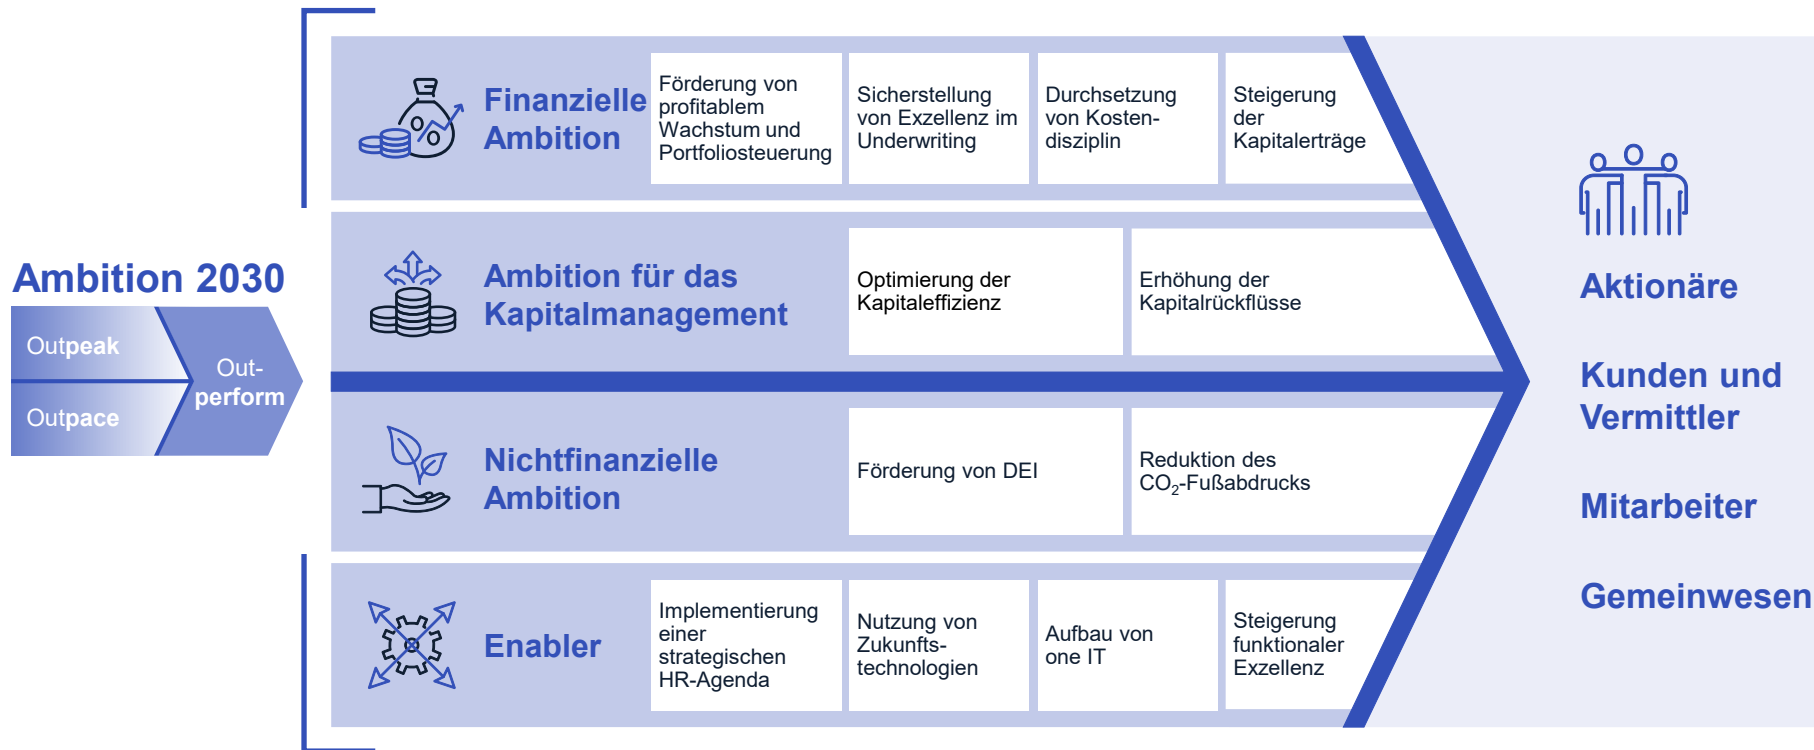 Ambition 2030
Outpeak
Outpace
Out-
perform
Finanzielle
Ambition
Förderung von
profitablem
Wachstum und
Portfoliosteuerung
Sicherstellung
von Exzellenz im
Underwriting
Durchsetzung
von Kosten-
disziplin
Steigerung
der
Kapitalerträge
Ambition für das
Kapitalmanagement
Optimierung der
Kapitaleffizienz
Erhöhung der
Kapitalrückflüsse
Nichtfinanzielle
Ambition
Förderung von DEI
Reduktion des
CO₂-Fußabdrucks
Enabler
Implementierung
einer
strategischen
HR-Agenda
Nutzung von
Zukunfts-
technologien
Aufbau von
one IT
Steigerung
funktionaler
Exzellenz
Aktionäre
Kunden und
Vermittler
Mitarbeiter
Gemeinwesen